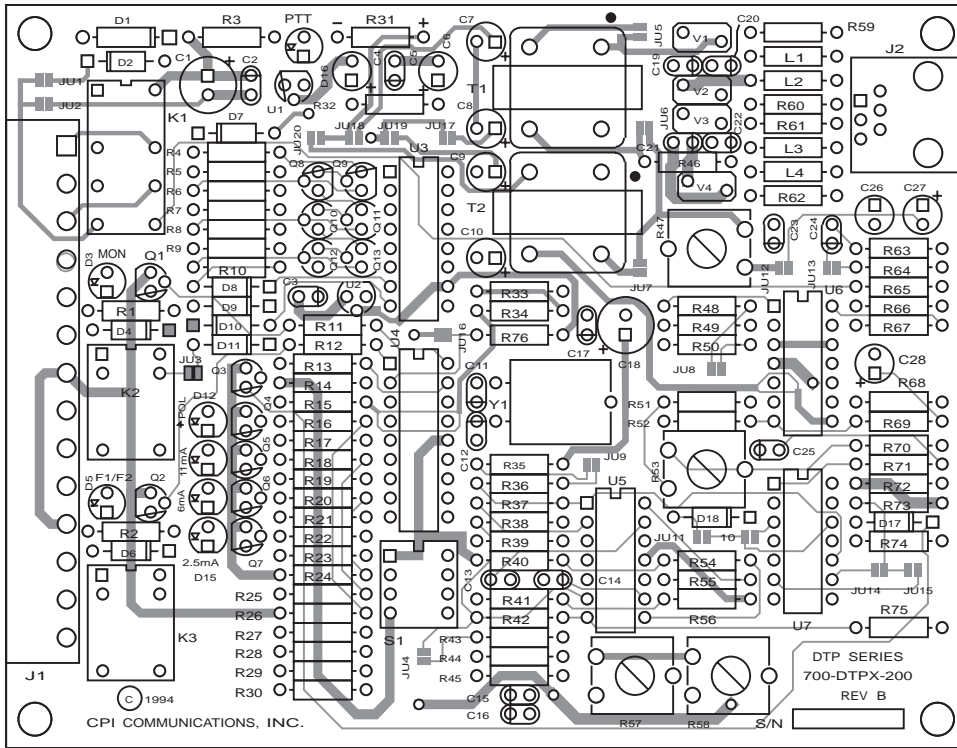 D1
R3
PTT
R31
C7
C20
R59
J2
D2
C1
C2
D16
C4
C5
C6
JU5
V1
L1
JU1
JU2
K1
U1
R32
T1
C19
V2
L2
R60
D7
JU20
JU18
JU19
JU17
C8
JU6
V3
C22
R61
R4
U3
C9
C21
R46
L3
R5
Q8
Q9
L4
R6
T2
V4
R62
C26
C27
R7
Q10
Q11
R47
R8
C10
C23
C24
R63
R9
Q12
Q13
D3
MON
Q1
R10
JU7
JU12
JU13
U6
R64
D8
C3
U2
R33
R65
R1
D9
R34
R48
R66
D4
D10
R11
U4
JU16
R76
R49
R67
D11
R12
R50
JU3
R13
C17
C18
JU8
C28
K2
Q3
R14
C11
R68
D12
+POL
Q4
R15
Y1
R51
R16
R52
R69
11mA
Q5
R17
C12
C25
R70
D5
F1/F2
Q2
6mA
Q6
R18
R35
JU9
R53
R71
R19
R36
U5
R72
R20
R37
R73
R2
R21
R38
D18
D17
D6
R22
R39
JU11
10
R74
2.5mA
D15
Q7
R23
R24
R40
R54
C13
C14
R55
JU14
JU15
R25
R41
R26
R42
R56
U7
R75
K3
R27
S1
R43
R28
JU4
R44
DTP SERIES
J1
R29
R45
700-DTPX-200
R30
C15
REV B
C 1994
C16
CPI COMMUNICATIONS, INC.
R57
R58
S/N